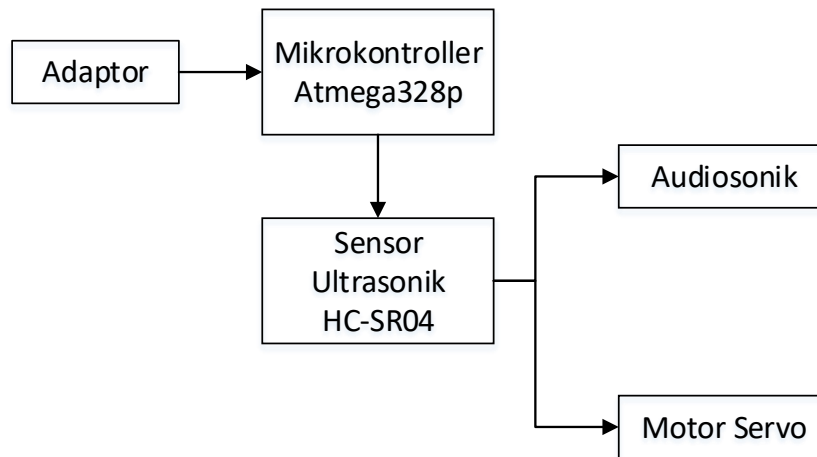 Adaptor
Mikrokontroller
Atmega328p
Sensor
Ultrasonik
HC-SR04
Audiosonik
Motor Servo